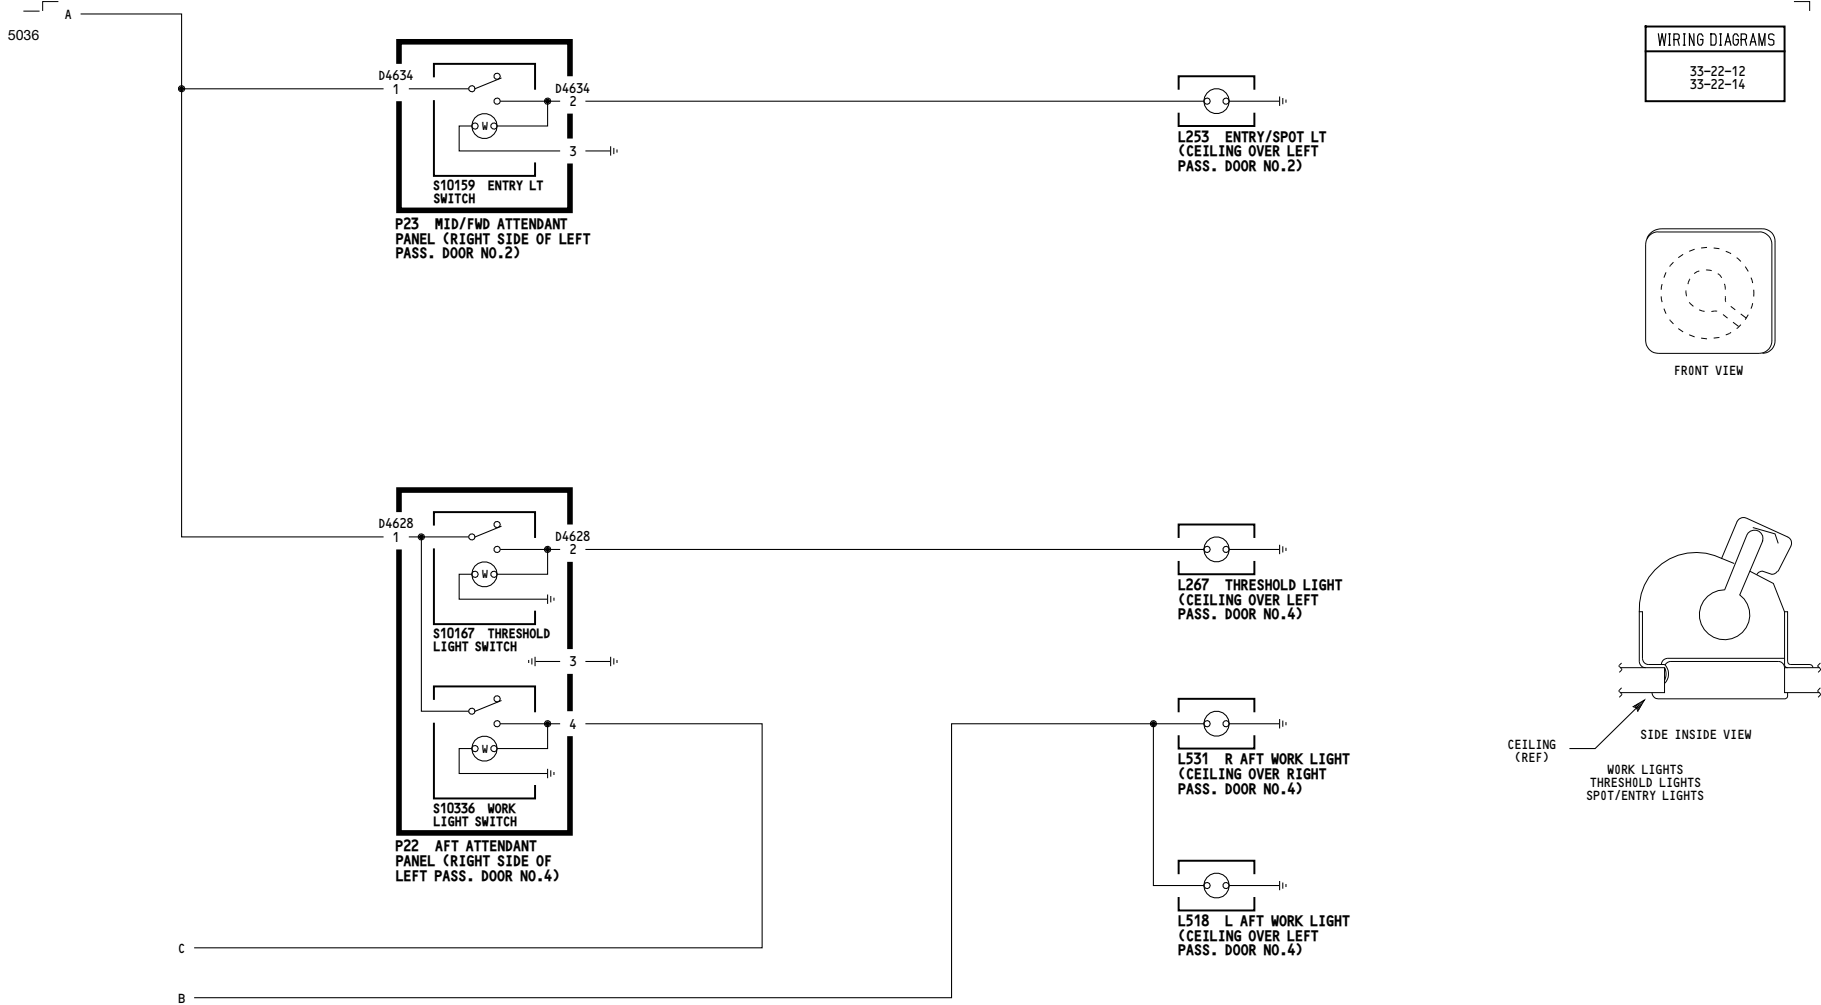 A
5036
WIRING DIAGRAMS
33-22-12
33-22-14
D4634
1
D4634
2
W
3
S10159 ENTRY LT
SWITCH
P23 MID/FWD ATTENDANT
PANEL (RIGHT SIDE OF LEFT
PASS. DOOR NO.2)
L253 ENTRY/SPOT LT
(CEILING OVER LEFT
PASS. DOOR NO.2)
FRONT VIEW
D4628
1
D4628
2
W
S10167 THRESHOLD
LIGHT SWITCH
3
4
W
S10336 WORK
LIGHT SWITCH
P22 AFT ATTENDANT
PANEL (RIGHT SIDE OF
LEFT PASS. DOOR NO.4)
L267 THRESHOLD LIGHT
(CEILING OVER LEFT
PASS. DOOR NO.4)
L531 R AFT WORK LIGHT
(CEILING OVER RIGHT
PASS. DOOR NO.4)
L518 L AFT WORK LIGHT
(CEILING OVER LEFT
PASS. DOOR NO.4)
CEILING
(REF)
SIDE INSIDE VIEW
WORK LIGHTS
THRESHOLD LIGHTS
SPOT/ENTRY LIGHTS
C
B